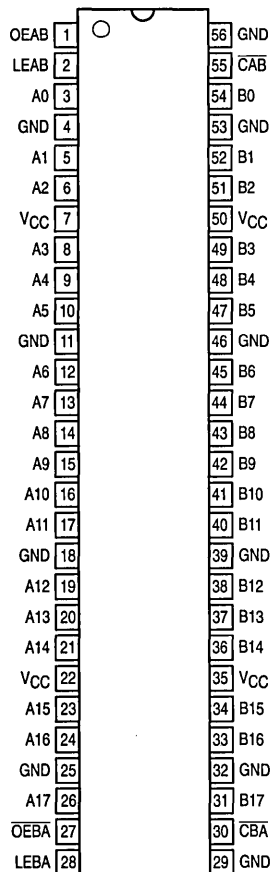 OEAB 1 56 GND
LEAB 2 55 C̅A̅B̅
A0 3 54 B0
GND 4 53 GND
A1 5 52 B1
A2 6 51 B2
VCC 7 50 VCC
A3 8 49 B3
A4 9 48 B4
A5 10 47 B5
GND 11 46 GND
A6 12 45 B6
A7 13 44 B7
A8 14 43 B8
A9 15 42 B9
A10 16 41 B10
A11 17 40 B11
GND 18 39 GND
A12 19 38 B12
A13 20 37 B13
A14 21 36 B14
VCC 22 35 VCC
A15 23 34 B15
A16 24 33 B16
GND 25 32 GND
A17 26 31 B17
O̅E̅B̅A̅ 27 30 C̅B̅A̅
LEBA 28 29 GND